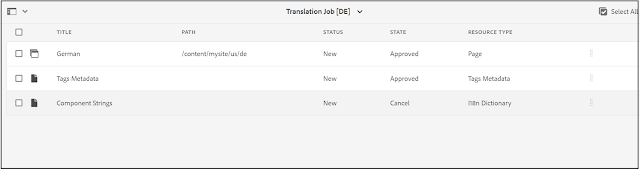 Translation Job [DE] Select All
TITLE PATH STATUS STATE RESOURCE TYPE
German /content/mysite/us/de New Approved Page
Tags Metadata New Approved Tags Metadata
Component Strings New Cancel I18n Dictionary